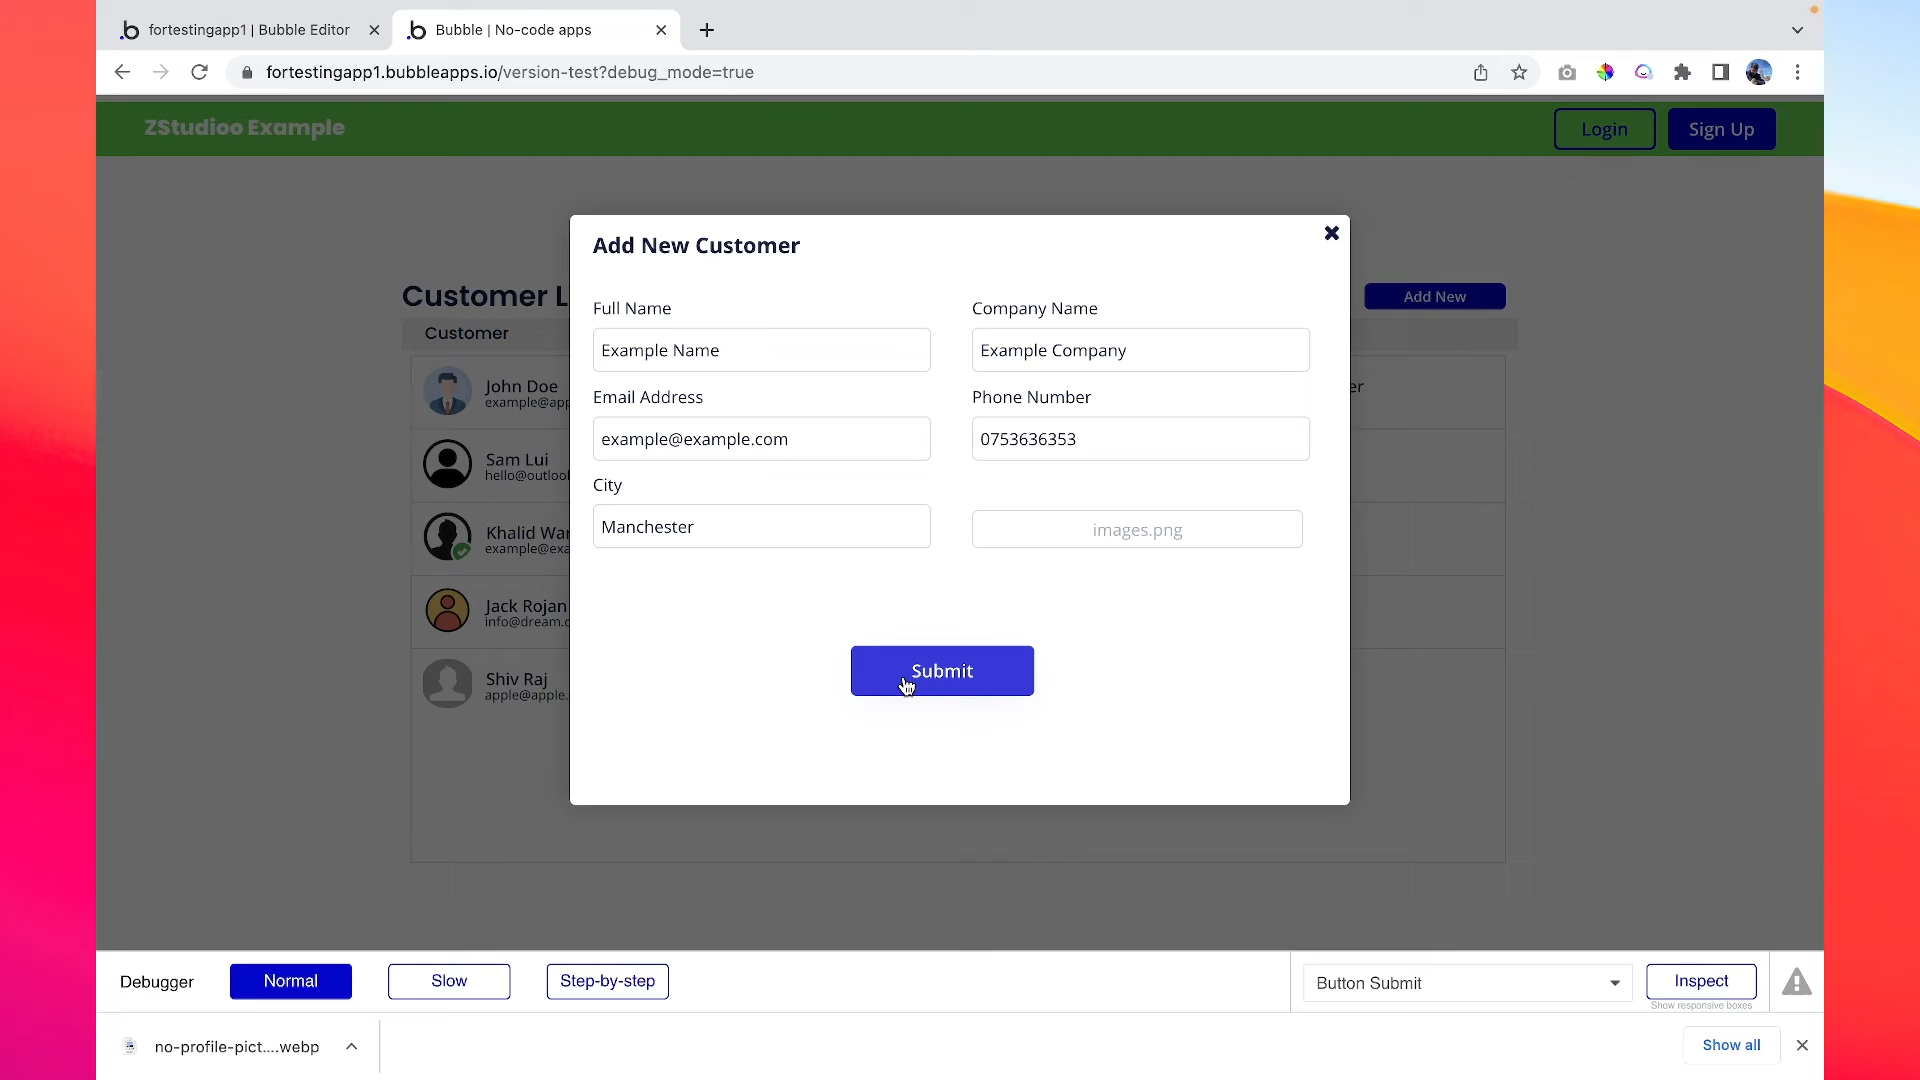 fortestingapp1 | Bubble Editor
Bubble | No-code apps
fortestingapp1.bubbleapps.io/version-test?debug_mode=true
ZStudioo Example
Login
Sign Up
Add New Customer
Customer L
Add New
Full Name
Company Name
Customer
Example Name
Example Company
John Doe
example@app
er
Email Address
Phone Number
example@example.com
0753636353
Sam Lui
hello@outlook
City
Manchester
images.png
Khalid War
example@exa
Jack Rojan
info@dream.c
Submit
Shiv Raj
apple@apple.
Debugger
Normal
Slow
Step-by-step
Button Submit
Inspect
Show responsive boxes
no-profile-pict....webp
Show all